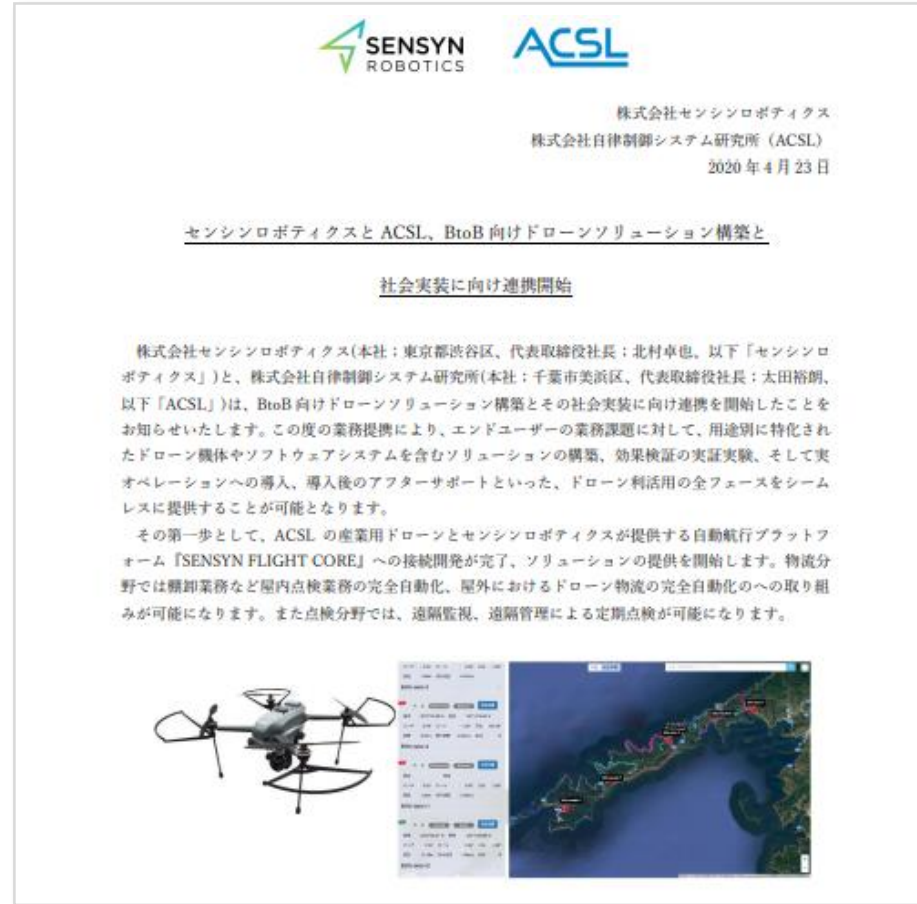 SENSYN
ROBOTICS
ACSL
株式会社センシンロボティクス
株式会社自律制御システム研究所（ACSL）
2020 年 4 月 23 日
センシンロボティクスと ACSL、BtoB 向けドローンソリューション構築と
社会実装に向け連携開始
株式会社センシンロボティクス(本社：東京都渋谷区、代表取締役社長：北村卓也、以下「センシンロ
ボティクス」)と、株式会社自律制御システム研究所(本社：千葉市美浜区、代表取締役社長：太田裕朗、
以下「ACSL」)は、BtoB 向けドローンソリューション構築とその社会実装に向け連携を開始したことを
お知らせいたします。この度の業務提携により、エンドユーザーの業務課題に対して、用途別に特化され
たドローン機体やソフトウェアシステムを含むソリューションの構築、効果検証の実証実験、そして実
オペレーションへの導入、導入後のアフターサポートといった、ドローン利活用の全フェースをシーム
レスに提供することが可能となります。
その第一歩として、ACSL の産業用ドローンとセンシンロボティクスが提供する自動航行プラットフ
ォーム『SENSYN FLIGHT CORE』への接続開発が完了、ソリューションの提供を開始します。物流分
野では棚卸業務など屋内点検業務の完全自動化、屋外におけるドローン物流の完全自動化のへの取り組
みが可能になります。また点検分野では、遠隔監視、遠隔管理による定期点検が可能になります。